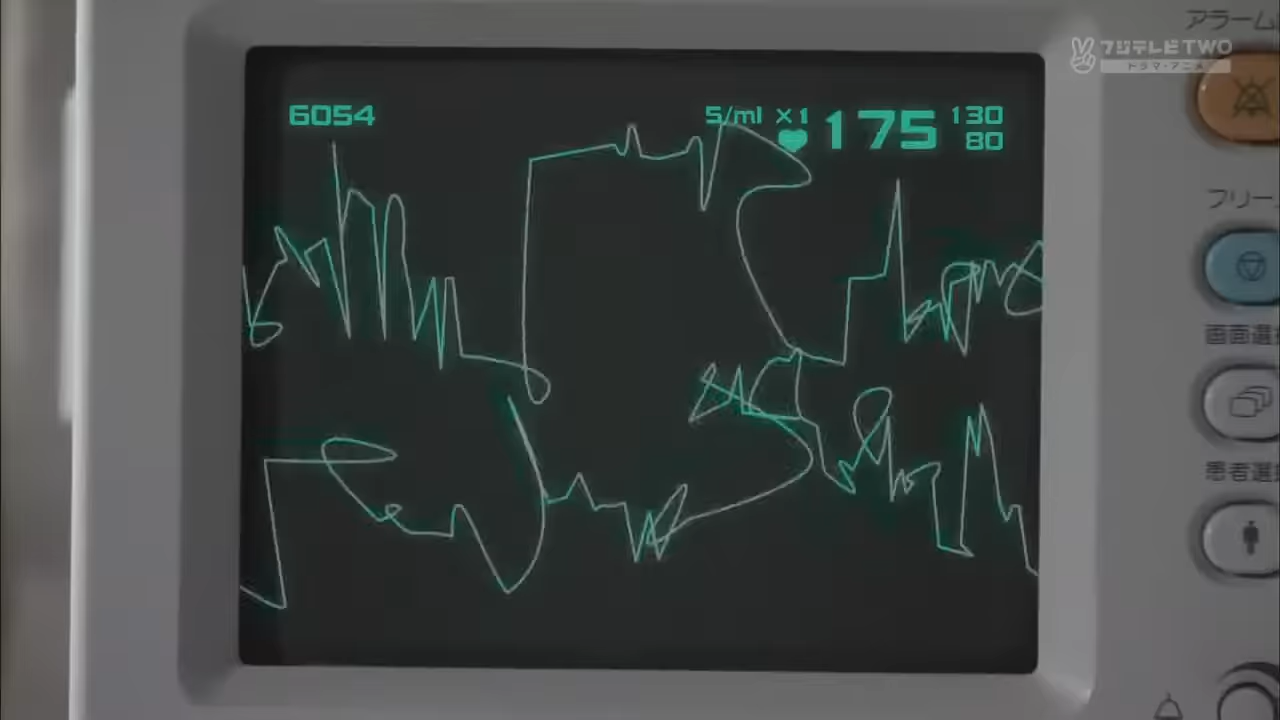 アラーム
フジテレビTWO
ドラマ・アニメ
6054
S/ml ×1
175
130
80
フリー
画面選
患者選